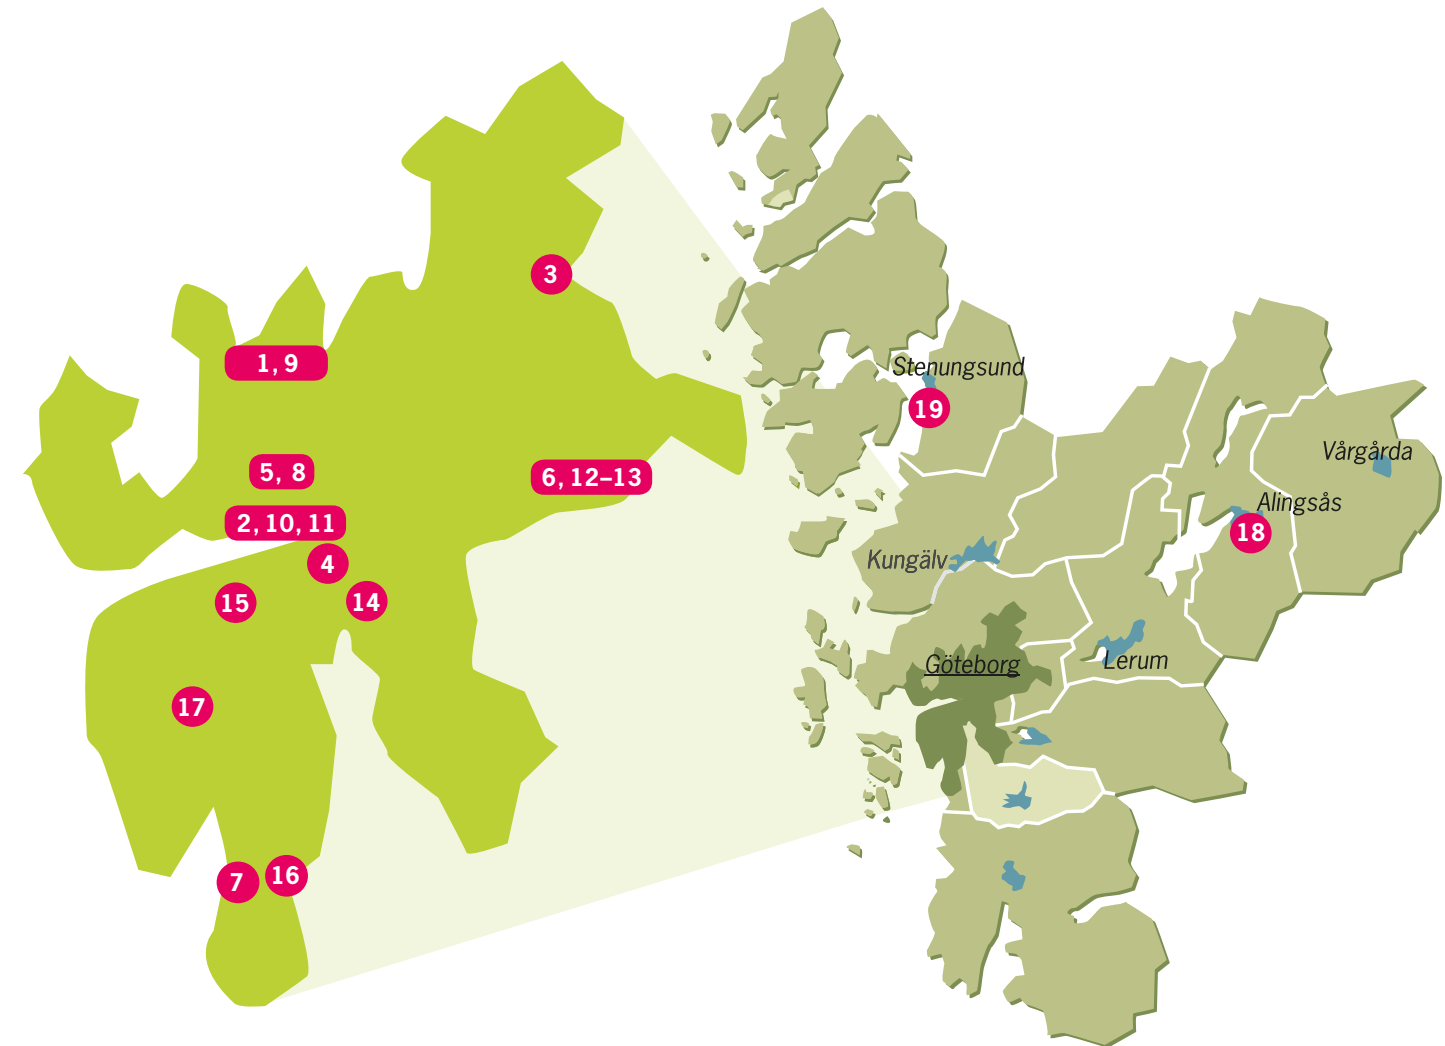 3
1, 9
Stenungsund
19
Vårgårda
5, 8
6, 12–13
Alingsås
2, 10, 11
18
4
Kungälv
15
14
Göteborg
Lerum
17
7
16